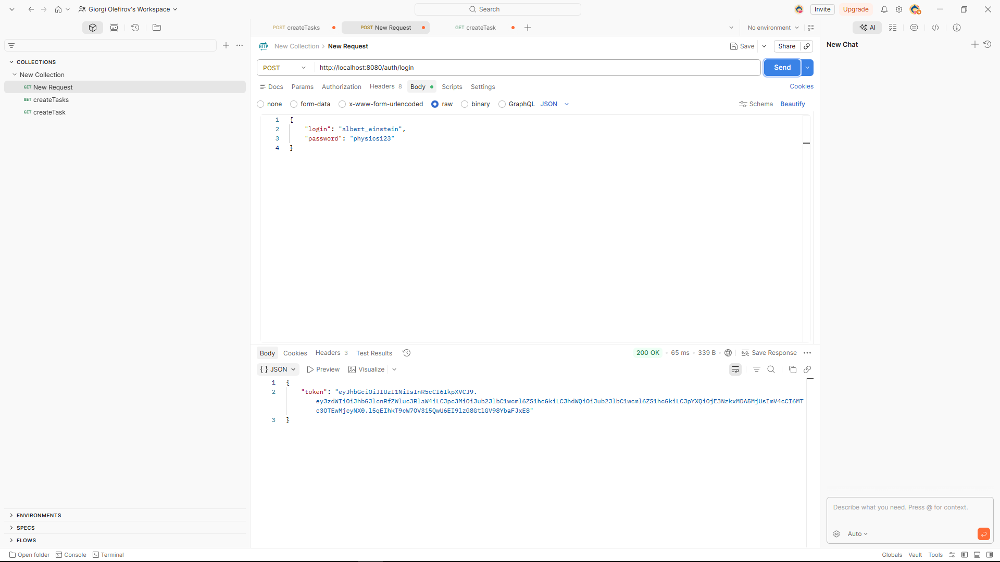 Giorgi Olefirov's Workspace
Search
Invite
Upgrade
POST createTasks
POST New Request
GET createTask
No environment
AI
New Collection > New Request
Save
Share
New Chat
COLLECTIONS
New Collection
GET New Request
GET createTasks
GET createTask
POST
http://localhost:8080/auth/login
Send
Docs
Params
Authorization
Headers 8
Body
Scripts
Settings
Cookies
none
form-data
x-www-form-urlencoded
raw
binary
GraphQL
JSON
Schema
Beautify
1 {
2 "login": "albert_einstein",
3 "password": "physics123"
4 }
Body
Cookies
Headers 3
Test Results
200 OK
65 ms
339 B
Save Response
{} JSON
Preview
Visualize
1 {
2 "token": "eyJhbGciOiJIUzI1NiIsInR5cCI6IkpXVCJ9.
eyJzdWIiOiJhbGJlcnRfZWluc3RlaW4iLCJpc3MiOiJub2JlbC1wcml6ZS1hcGkiLCJhdWQiOiJub2JlbC1wcml6ZS1hcGkiLCJpYXQiOjE3NzkxMDA5MjUsImV4cCI6MT
c3OTEwMjcyNX0.l5qEIhkT9cW7OV3i5QwU6EI9lzG8GtlGV98YbaFJxE8"
3 }
ENVIRONMENTS
SPECS
FLOWS
Describe what you need. Press @ for context.
Auto
Open folder
Console
Terminal
Globals
Vault
Tools